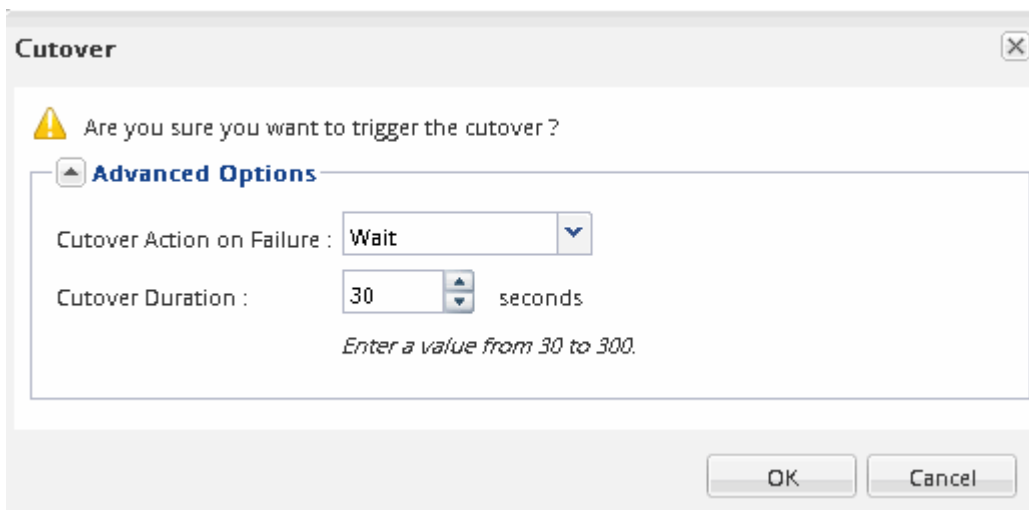 Cutover
Are you sure you want to trigger the cutover ?
Advanced Options
Cutover Action on Failure : Wait
Cutover Duration : 30 seconds
Enter a value from 30 to 300.
OK Cancel